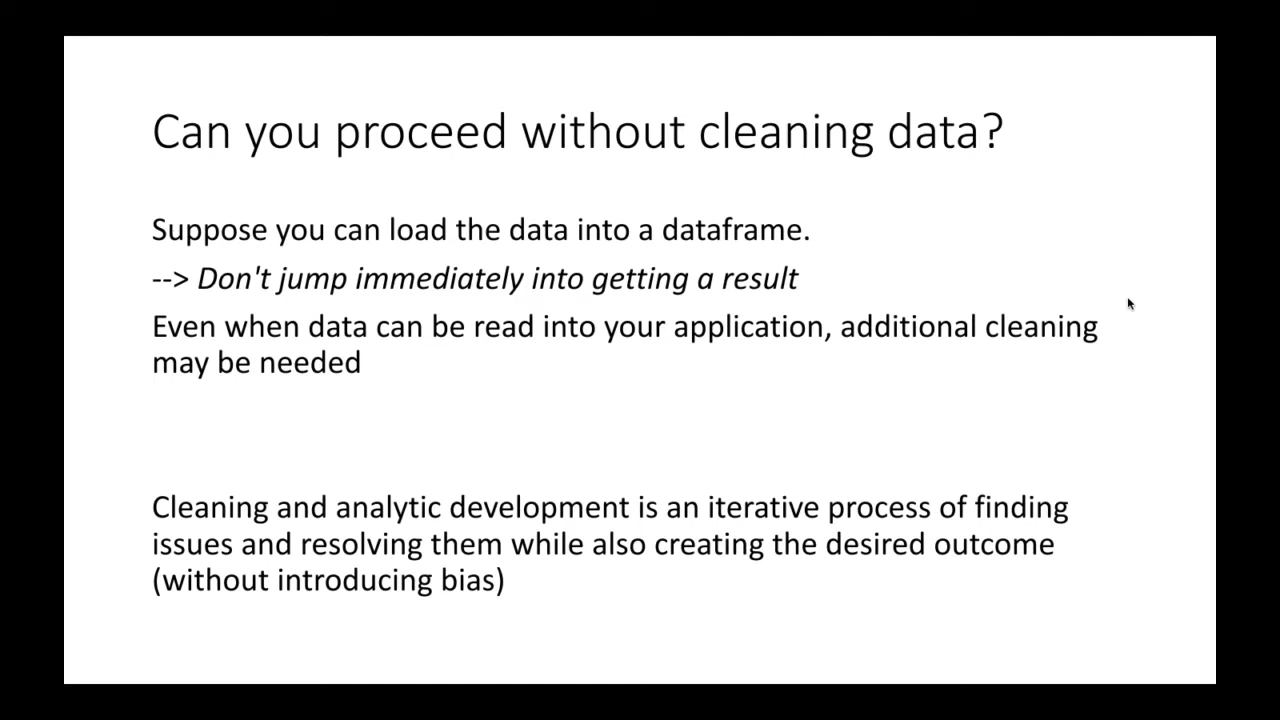 Can you proceed without cleaning data?
Suppose you can load the data into a dataframe.
--> Don't jump immediately into getting a result
Even when data can be read into your application, additional cleaning
may be needed
Cleaning and analytic development is an iterative process of finding
issues and resolving them while also creating the desired outcome
(without introducing bias)